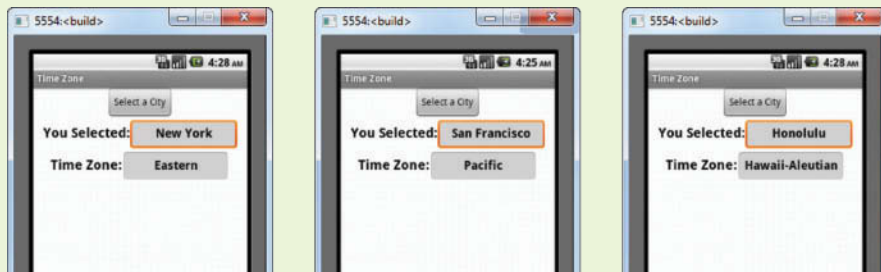 5554:<build>
4:28 AM
Time Zone
Select a City
You Selected: New York
Time Zone: Eastern
5554:<build>
4:25 AM
Time Zone
Select a City
You Selected: San Francisco
Time Zone: Pacific
5554:<build>
4:28 AM
Time Zone
Select a City
You Selected: Honolulu
Time Zone: Hawaii-Aleutian